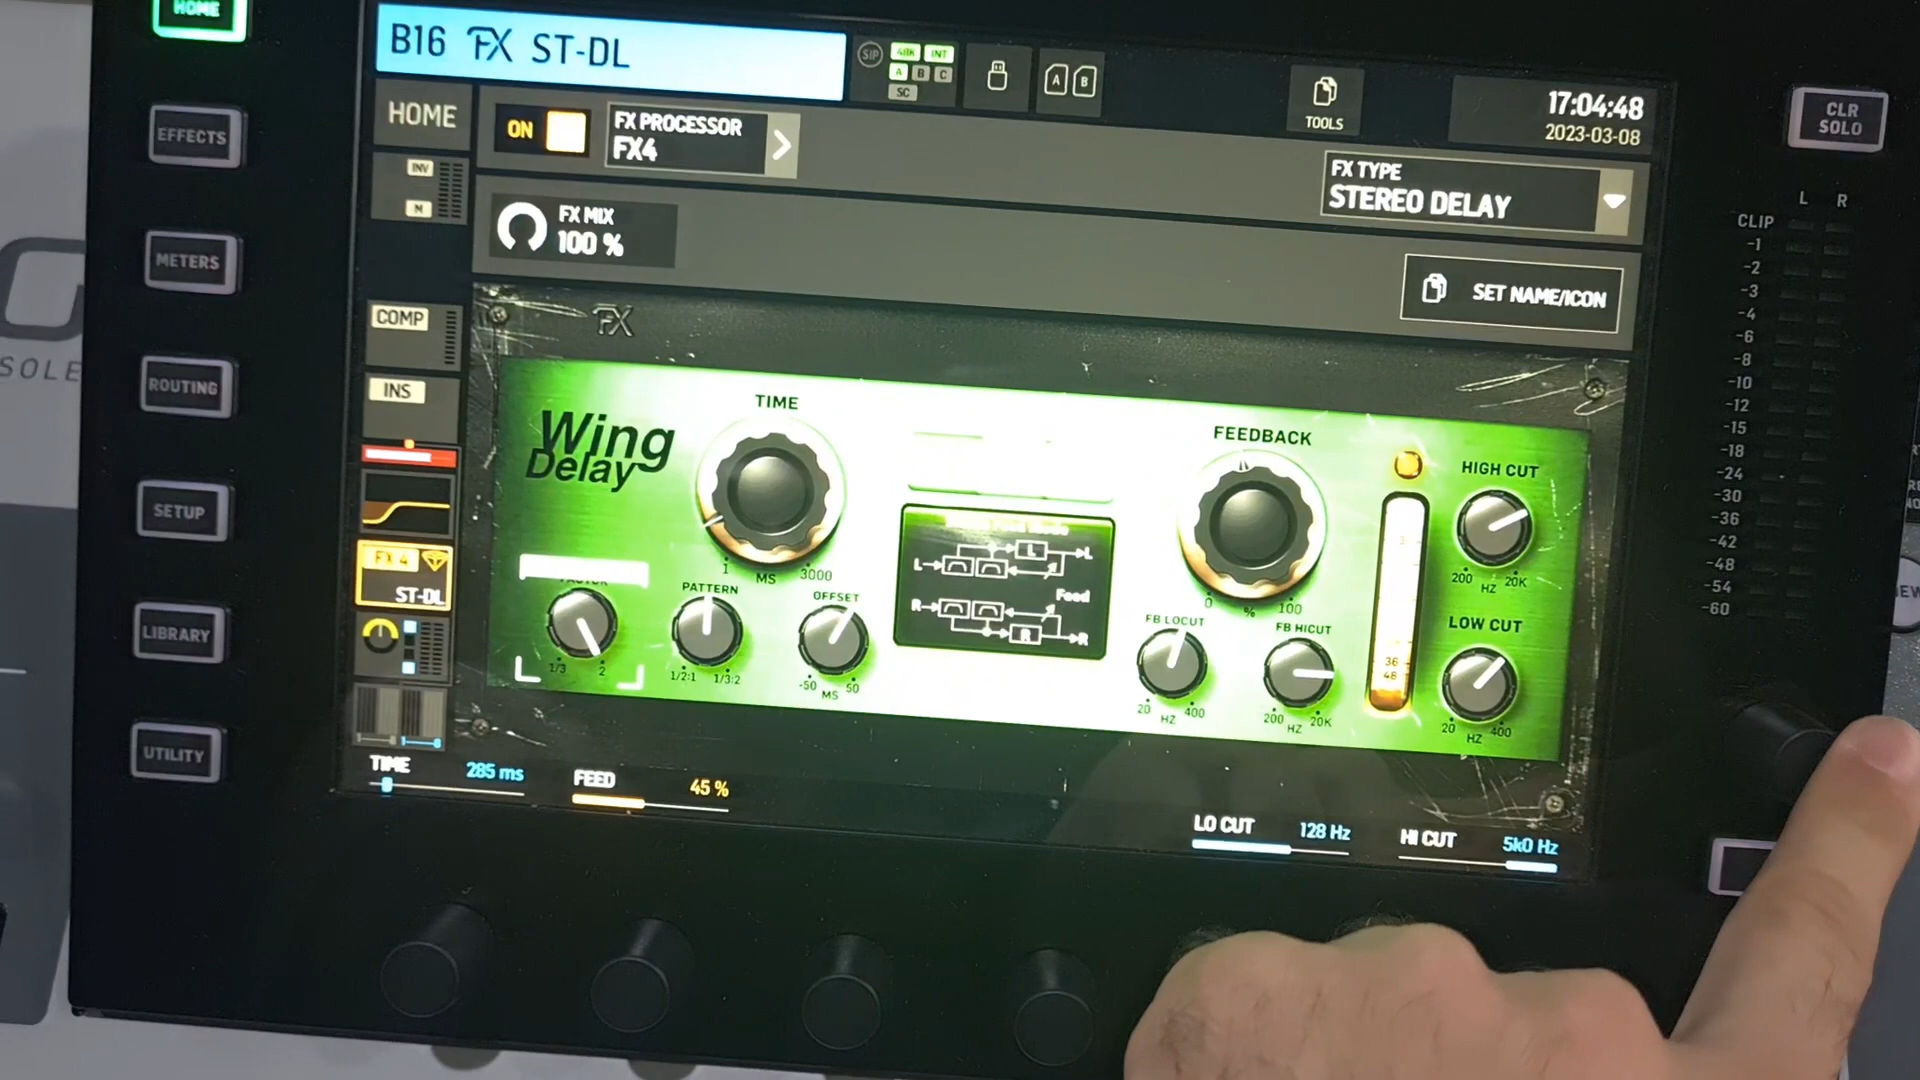 HOME
B16 FX ST-DL
SIP
48K INT
A B C
SC
A B
TOOLS
17:04:48
2023-03-08
CLR
SOLO
EFFECTS
HOME
ON
FX PROCESSOR
FX4
FX TYPE
STEREO DELAY
INV
M
FX MIX
100 %
SET NAME/ICON
METERS
L R
CLIP
-1
-2
-3
-4
-6
-8
-10
-12
-15
-18
-24
-30
-36
-42
-48
-54
-60
SOLE
COMP
FX
ROUTING
INS
Wing
Delay
TIME
1 MS 3000
FEEDBACK
0 % 100
HIGH CUT
200 HZ 20K
SETUP
FX4
ST-DL
FACTOR
1/3 2
PATTERN
1/2:1 1/3:2
OFFSET
-50 MS 50
L L L
Feed
R R R
FB LOCUT
20 HZ 400
FB HICUT
200 HZ 20K
3
36
48
LOW CUT
20 HZ 400
LIBRARY
UTILITY
TIME 285 ms
FEED 45 %
LO CUT 128 Hz
HI CUT 5k0 Hz